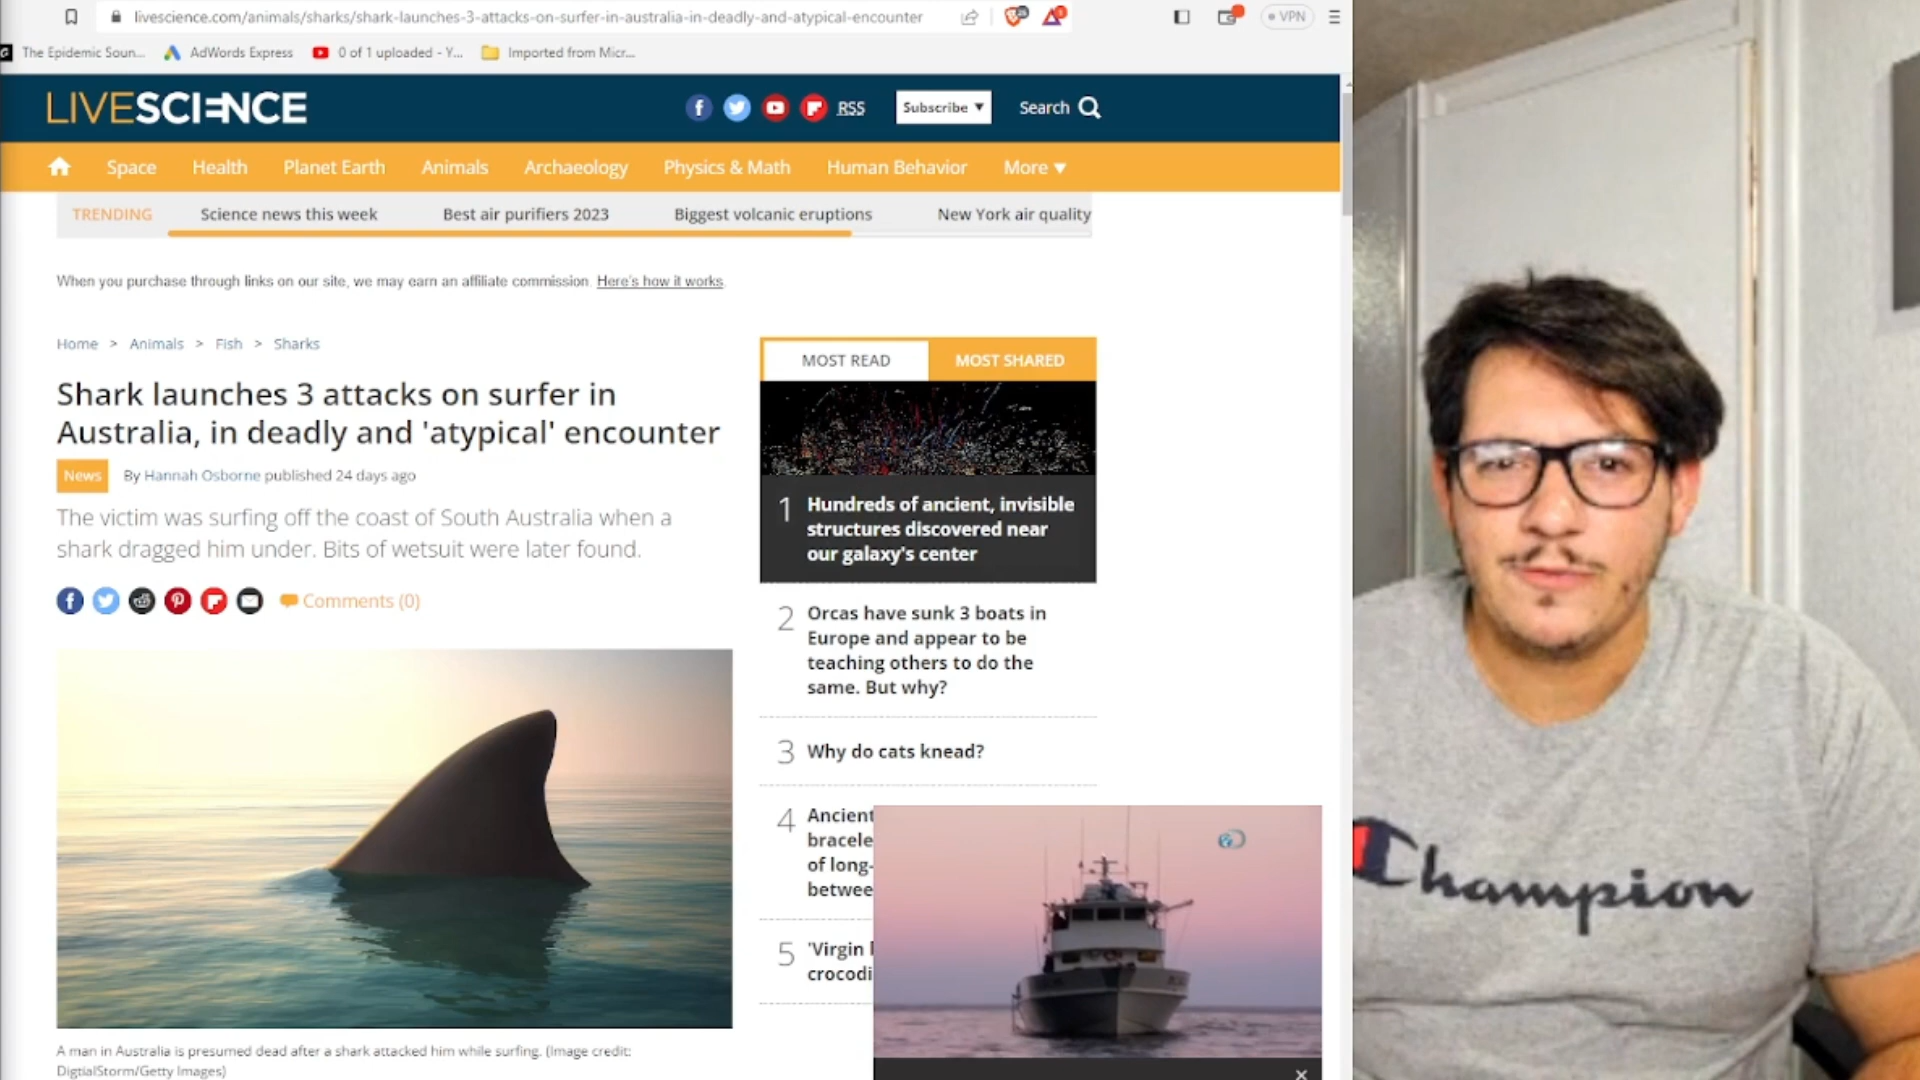 livescience.com/animals/sharks/shark-launches-3-attacks-on-surfer-in-australia-in-deadly-and-atypical-encounter
VPN
The Epidemic Soun...
AdWords Express
0 of 1 uploaded - Y...
Imported from Micr...
LIVESCIENCE
RSS
Subscribe ▼
Search
Space
Health
Planet Earth
Animals
Archaeology
Physics & Math
Human Behavior
More ▼
TRENDING
Science news this week
Best air purifiers 2023
Biggest volcanic eruptions
New York air quality
When you purchase through links on our site, we may earn an affiliate commission. Here's how it works.
Home > Animals > Fish > Sharks
Shark launches 3 attacks on surfer in
Australia, in deadly and 'atypical' encounter
News
By Hannah Osborne published 24 days ago
The victim was surfing off the coast of South Australia when a
shark dragged him under. Bits of wetsuit were later found.
Comments (0)
A man in Australia is presumed dead after a shark attacked him while surfing. (Image credit:
DigtialStorm/Getty Images)
MOST READ
MOST SHARED
1
Hundreds of ancient, invisible
structures discovered near
our galaxy's center
2
Orcas have sunk 3 boats in
Europe and appear to be
teaching others to do the
same. But why?
3
Why do cats knead?
4
Ancient
bracele
of long-
betwee
5
'Virgin
crocodi
Champion